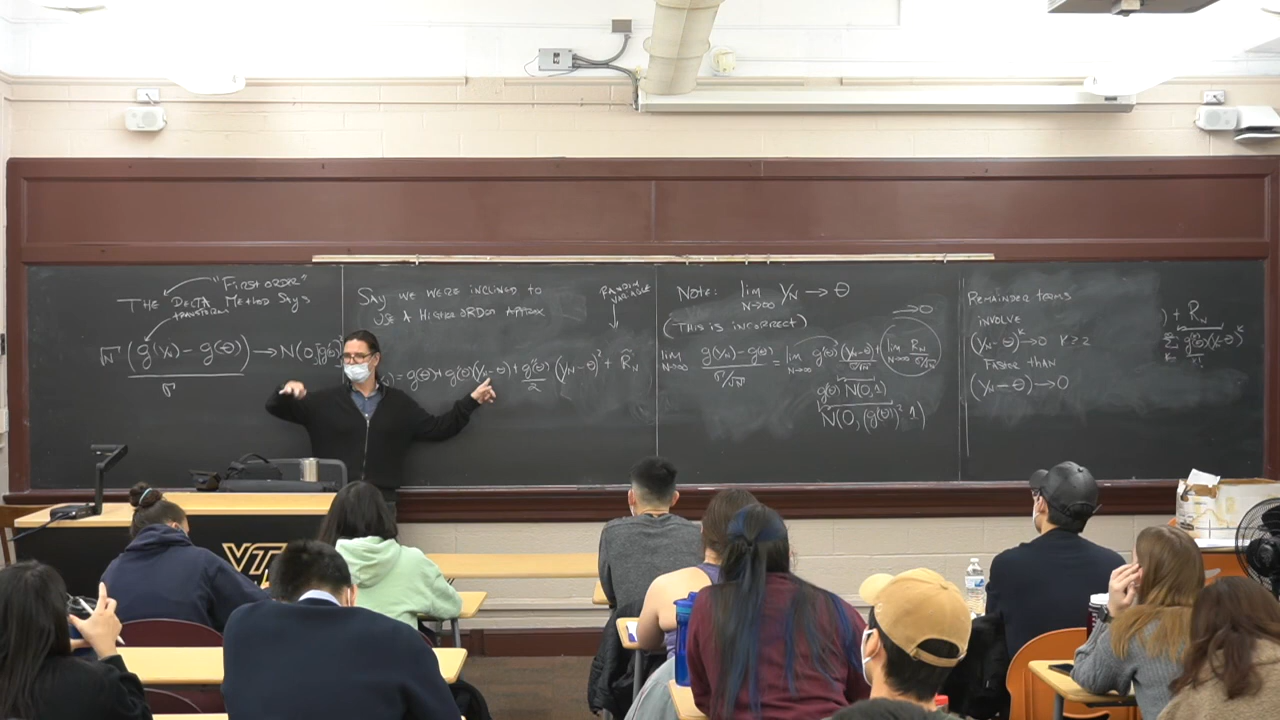 "FIRST ORDER"
THE DELTA METHOD SAYS
TRANSFORM
√N (g(Y_N) - g(θ)) → N(0, [g'(θ)]
σ
SAY WE WERE INCLINED TO
USE A HIGHER ORDER APPROX
RANDOM
VARIABLE
) = g(θ) + g'(θ)(Y_N - θ) + g''(θ)/2 (Y_N - θ)² + R_N
NOTE: lim N→∞ Y_N → θ
(THIS IS INCORRECT)
⇒ 0
lim N→∞ (g(Y_N) - g(θ))/(σ/√N) = lim N→∞ g'(θ) (Y_N - θ)/(σ/√N) + (lim N→∞ R_N/(σ/√N))
g'(θ) N(0,1)
N(0, (g'(θ))² 1)
REMAINDER TERMS
INVOLVE
(Y_N - θ)^K → 0 K ≥ 2
FASTER THAN
(Y_N - θ) → 0
) + R_N
VT